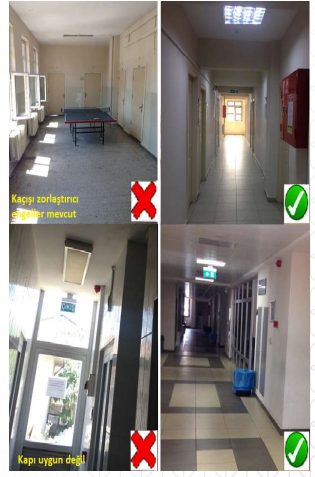 Kaçışı zorlaştırıcı
engeller mevcut
Kapı uygun değil